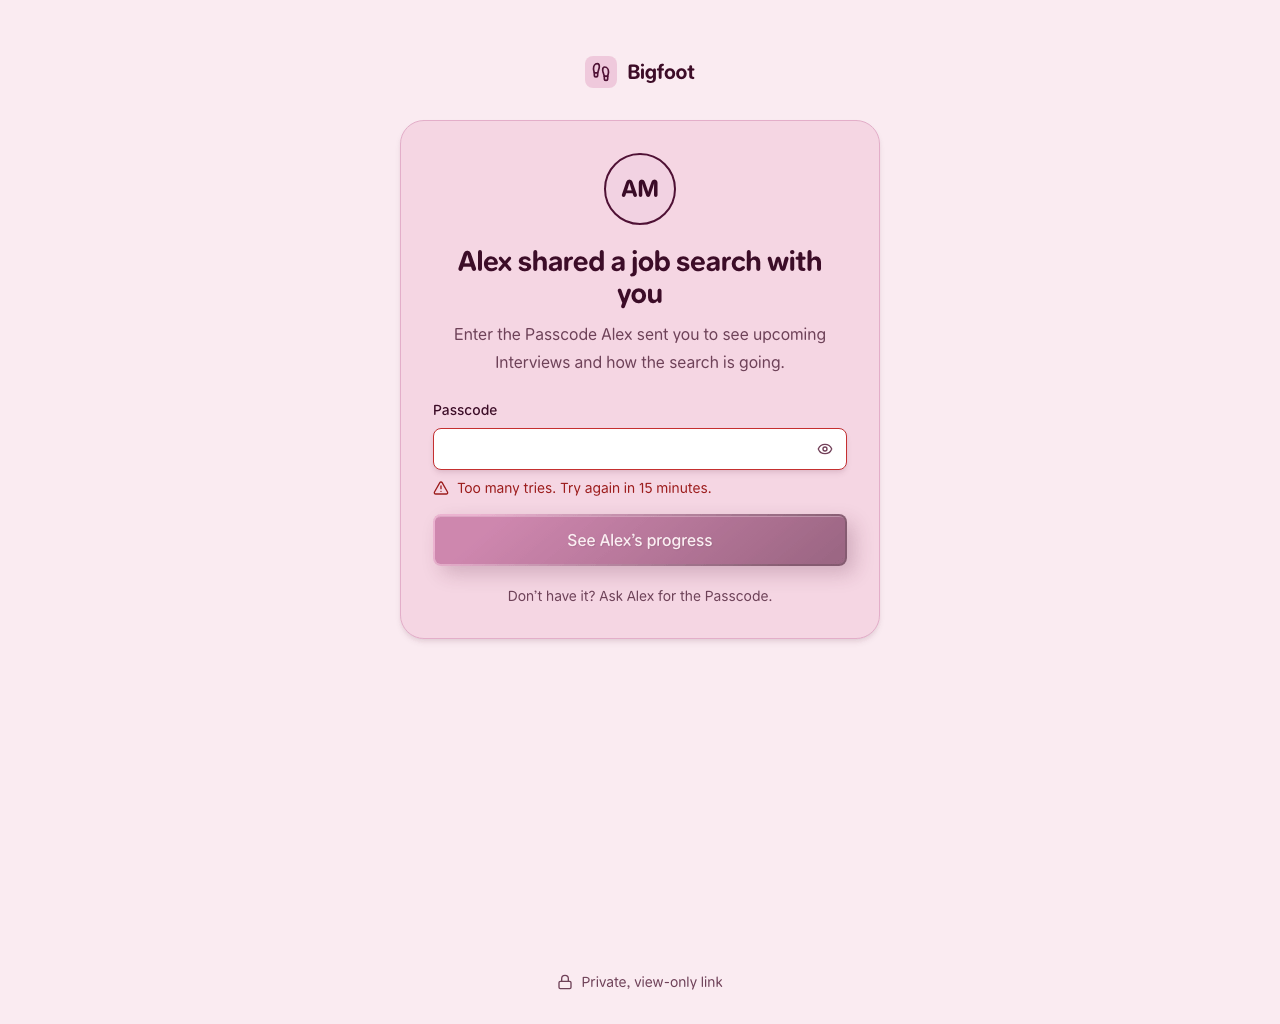 Bigfoot
AM
Alex shared a job search with
you
Enter the Passcode Alex sent you to see upcoming
Interviews and how the search is going.
Passcode
Too many tries. Try again in 15 minutes.
See Alex’s progress
Don’t have it? Ask Alex for the Passcode.
Private, view-only link